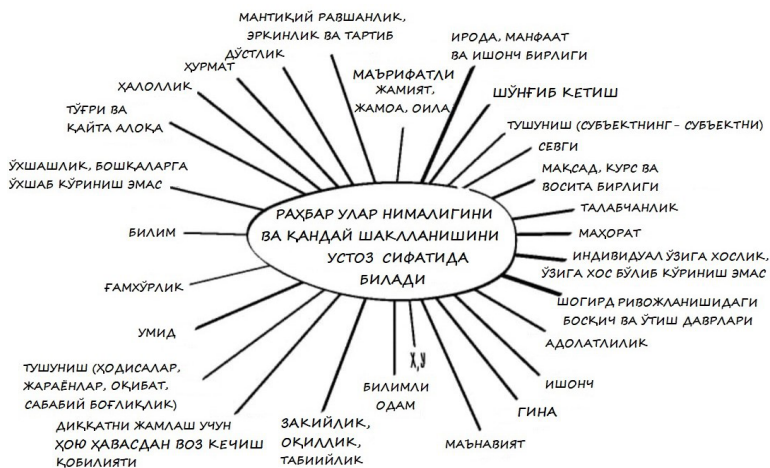 РАҲБАР УЛАР НИМАЛИГИНИ
ВА ҚАНДАЙ ШАКЛЛАНИШИНИ
УСТОЗ СИФАТИДА
БИЛАДИ
МАНТИҚИЙ РАВШАНЛИК,
ЭРКИНЛИК ВА ТАРТИБ
МАЪРИФАТЛИ
ЖАМИЯТ,
ЖАМОА, ОИЛА
ИРОДА, МАНФААТ
ВА ИШОНЧ БИРЛИГИ
ШЎНҒИБ КЕТИШ
ТУШУНИШ (СУБЪЕКТНИНГ - СУБЪЕКТНИ)
СЕВГИ
МАҚСАД, КУРС ВА
ВОСИТА БИРЛИГИ
ТАЛАБЧАНЛИК
МАҲОРАТ
ИНДИВИДУАЛ ЎЗИГА ХОСЛИК,
ЎЗИГА ХОС БЎЛИБ КЎРИНИШ ЭМАС
ШОГИРД РИВОЖЛАНИШИДАГИ
БОСҚИЧ ВА ЎТИШ ДАВРЛАРИ
АДОЛАТЛИЛИК
ИШОНЧ
ГИНА
МАЪНАВИЯТ
Х,У
БИЛИМЛИ
ОДАМ
ЗАКИЙЛИК,
ОҚИЛЛИК,
ТАБИИЙЛИК
ДИҚҚАТНИ ЖАМЛАШ УЧУН
ҲОЮ ҲАВАСДАН ВОЗ КЕЧИШ
ҚОБИЛИЯТИ
ТУШУНИШ (ҲОДИСАЛАР,
ЖАРАЁНЛАР, ОҚИБАТ,
САБАБИЙ БОҒЛИҚЛИК)
УМИД
ҒАМХЎРЛИК
БИЛИМ
ЎХШАШЛИК, БОШҚАЛАРГА
ЎХШАБ КЎРИНИШ ЭМАС
ТЎҒРИ ВА
ҚАЙТА АЛОҚА
ҲАЛОЛЛИК
ҲУРМАТ
ДЎСТЛИК